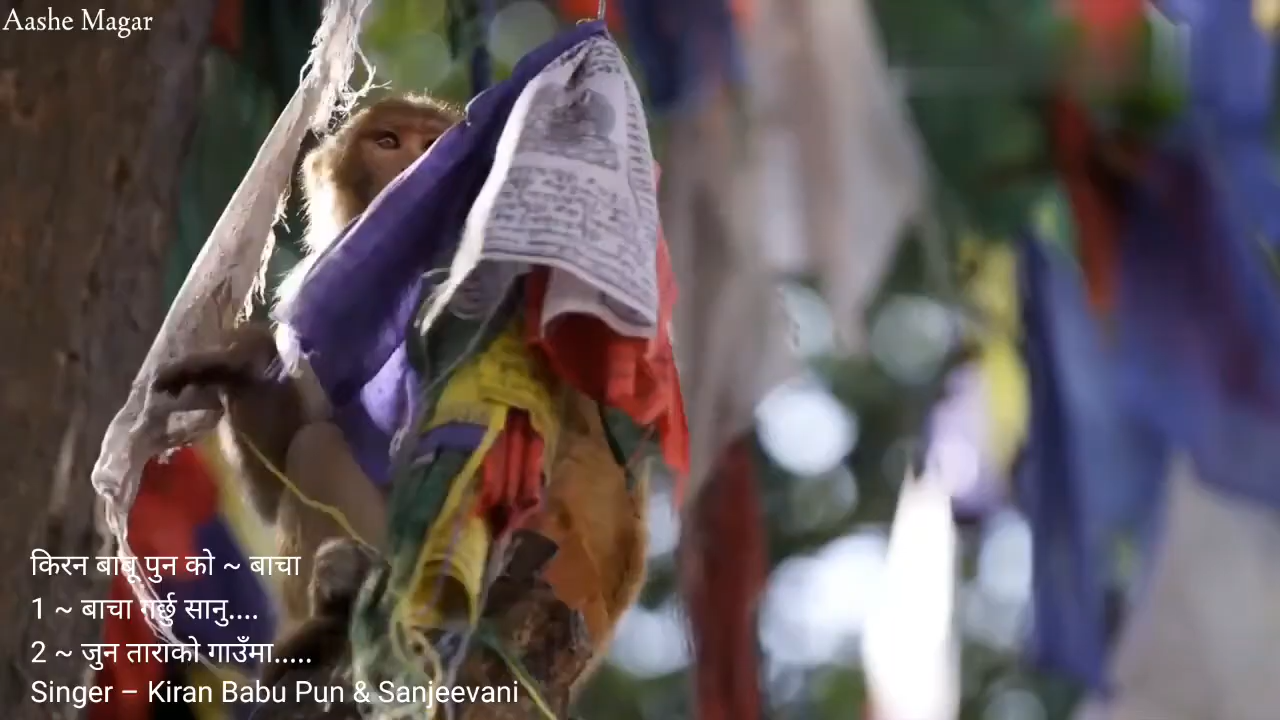 Aashe Magar
किरन बाबू पुन को ~ बाचा
1 ~ बाचा गर्छु सानु....
2 ~ जुन ताराको गाउँमा.....
Singer – Kiran Babu Pun & Sanjeevani